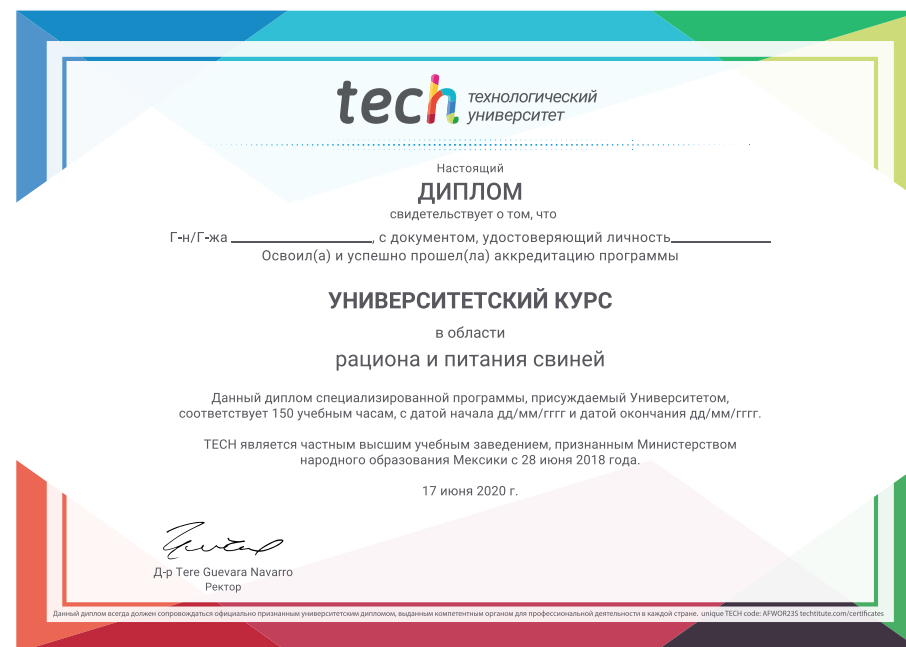 tech технологический университет
Настоящий
ДИПЛОМ
свидетельствует о том, что
Г-н/Г-жа ____________________, с документом, удостоверяющий личность______________
Освоил(а) и успешно прошел(ла) аккредитацию программы
УНИВЕРСИТЕТСКИЙ КУРС
в области
рациона и питания свиней
Данный диплом специализированной программы, присуждаемый Университетом,
соответствует 150 учебным часам, с датой начала дд/мм/гггг и датой окончания дд/мм/гггг.
TECH является частным высшим учебным заведением, признанным Министерством
народного образования Мексики с 28 июня 2018 года.
17 июня 2020 г.
Д-р Tere Guevara Navarro
Ректор
Данный диплом всегда должен сопровождаться официально признанным университетским дипломом, выданным компетентным органом для профессиональной деятельности в каждой стране. unique TECH code: AFWOR23S techtitute.com/certificates